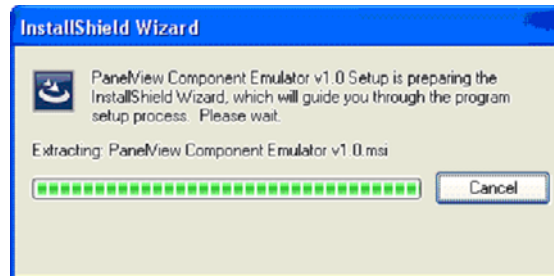 InstallShield Wizard
PanelView Component Emulator v1.0 Setup is preparing the
InstallShield Wizard, which will guide you through the program
setup process. Please wait.
Extracting: PanelView Component Emulator v1.0.msi
Cancel